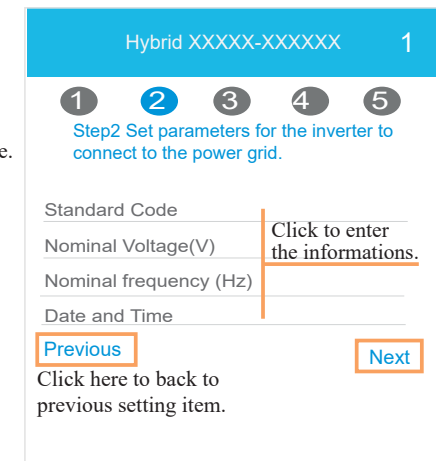 Hybrid XXXXX-XXXXXX 1
1 2 3 4 5
Step2 Set parameters for the inverter to
connect to the power grid.
e.
Standard Code
Click to enter
Nominal Voltage(V)
the informations.
Nominal frequency (Hz)
Date and Time
Previous
Next
Click here to back to
previous setting item.